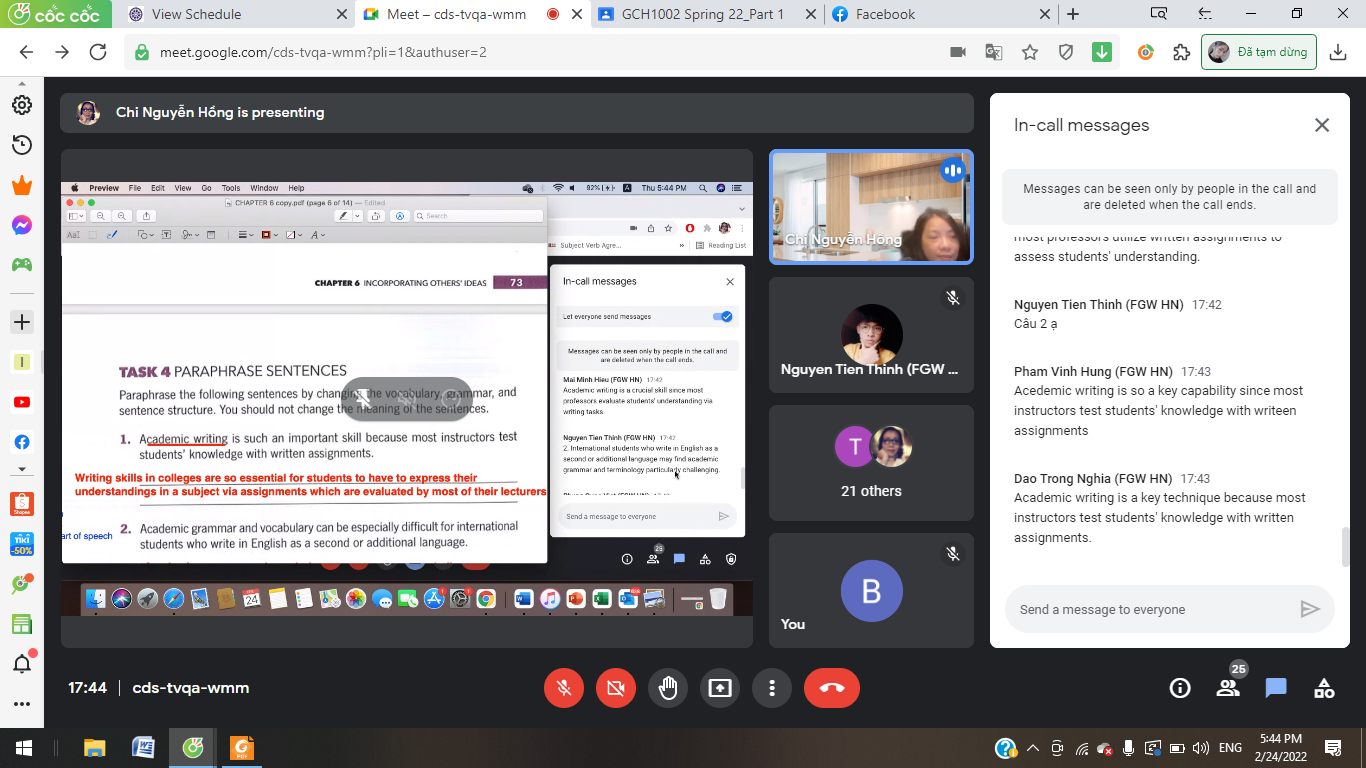 cốc cốc
View Schedule
Meet – cds-tvqa-wmm
GCH1002 Spring 22_Part 1
Facebook
meet.google.com/cds-tvqa-wmm?pli=1&authuser=2
Đã tạm dừng
Chi Nguyễn Hồng is presenting
Preview File Edit View Go Tools Window Help
92%
Thu 5:44 PM
CHAPTER 6 copy.pdf (page 6 of 14) — Edited
Search
Subject Verb Agre...
Reading List
CHAPTER 6 INCORPORATING OTHERS' IDEAS 73
TASK 4 PARAPHRASE SENTENCES
Paraphrase the following sentences by changing the vocabulary, grammar, and
sentence structure. You should not change the meaning of the sentences.
1. Academic writing is such an important skill because most instructors test
students' knowledge with written assignments.
Writing skills in colleges are so essential for students to have to express their
understandings in a subject via assignments which are evaluated by most of their lecturers
art of speech
2. Academic grammar and vocabulary can be especially difficult for international
students who write in English as a second or additional language.
In-call messages
Let everyone send messages
Messages can be seen only by people in the call and
are deleted when the call ends.
Mai Minh Hieu (FGW HN) 17:42
Academic writing is a crucial skill since most
professors evaluate students' understanding via
writing tasks.
Nguyen Tien Thinh (FGW HN) 17:42
2. International students who write in English as a
second or additional language may find academic
grammar and terminology particularly challenging.
Send a message to everyone
25
24
Chi Nguyễn Hồng
Nguyen Tien Thinh (FGW ...
T
21 others
B
You
In-call messages
Messages can be seen only by people in the call and
are deleted when the call ends.
most professors utilize written assignments to
assess students' understanding.
Nguyen Tien Thinh (FGW HN) 17:42
Câu 2 ạ
Pham Vinh Hung (FGW HN) 17:43
Acedemic writing is so a key capability since most
instructors test students' knowledge with writeen
assignments
Dao Trong Nghia (FGW HN) 17:43
Academic writing is a key technique because most
instructors test students' knowledge with written
assignments.
Send a message to everyone
17:44 | cds-tvqa-wmm
25
Shopee
TIKI
-50%
PDF
ENG
5:44 PM
2/24/2022